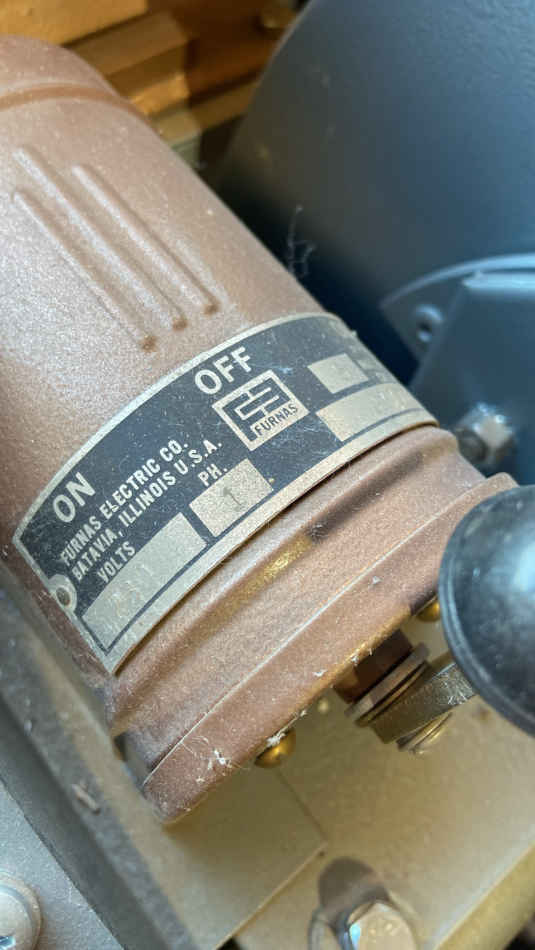 ON
OFF
FURNAS ELECTRIC CO.
BATAVIA, ILLINOIS U.S.A.
FURNAS
VOLTS
PH.
1